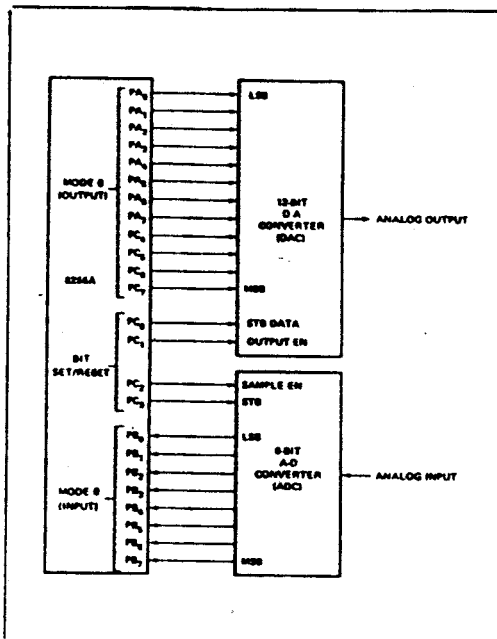 PA0
PA1
PA2
PA3
PA4
PA5
PA6
PA7
PC4
PC5
PC6
PC7
MODE 0
(OUTPUT)
8255A
PC0
PC1
PC2
PC3
BIT
SET/RESET
PB0
PB1
PB2
PB3
PB4
PB5
PB6
PB7
MODE 0
(INPUT)
LSB
12-BIT
D A
CONVERTER
(DAC)
MSB
STB DATA
OUTPUT EN
ANALOG OUTPUT
SAMPLE EN
STB
LSB
8-BIT
A-D
CONVERTER
(ADC)
MSB
ANALOG INPUT